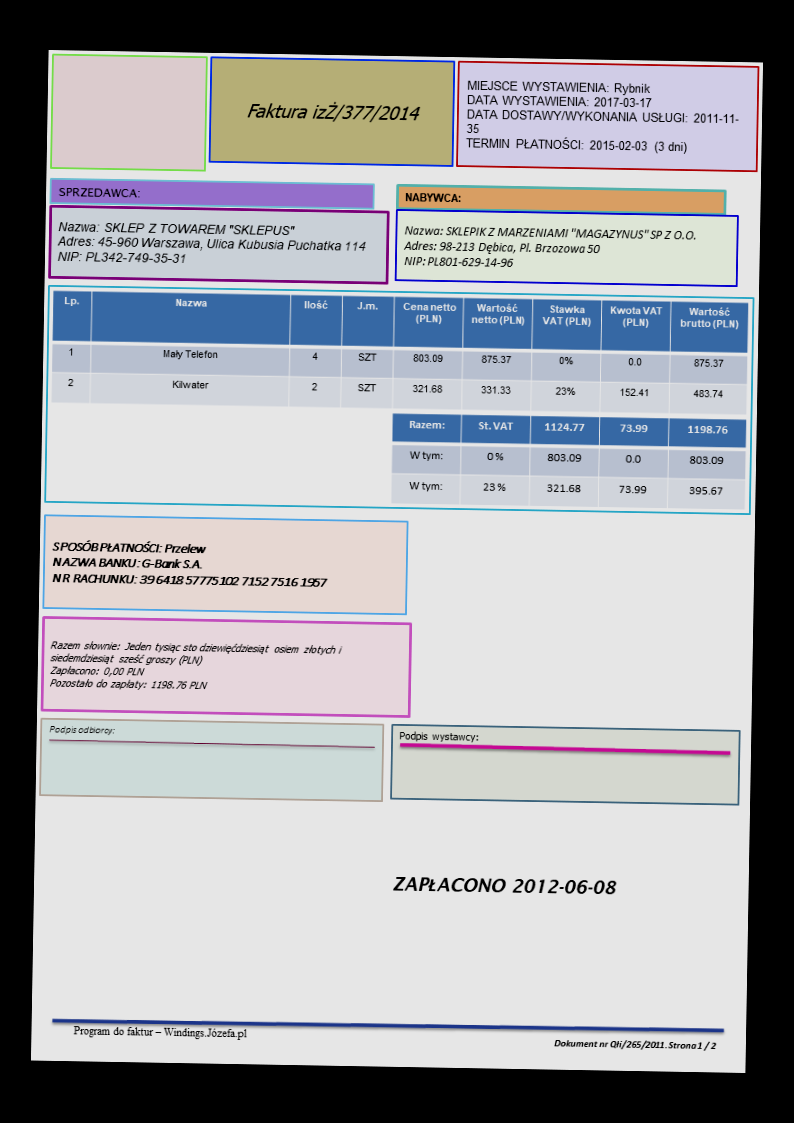 Faktura izŻ/377/2014
MIEJSCE WYSTAWIENIA: Rybnik
DATA WYSTAWIENIA: 2017-03-17
DATA DOSTAWY/WYKONANIA USŁUGI: 2011-11-
35
TERMIN PŁATNOŚCI: 2015-02-03 (3 dni)
SPRZEDAWCA:
Nazwa: SKLEP Z TOWAREM "SKLEPUS"
Adres: 45-960 Warszawa, Ulica Kubusia Puchatka 114
NIP: PL342-749-35-31
NABYWCA:
Nazwa: SKLEPIK Z MARZENIAMI "MAGAZYNUS" SP Z O.O.
Adres: 98-213 Dębica, Pl. Brzozowa 50
NIP: PL801-629-14-96
Lp. Nazwa Ilość J.m. Cena netto (PLN) Wartość netto (PLN) Stawka VAT (PLN) Kwota VAT (PLN) Wartość brutto (PLN)
1 Mały Telefon 4 SZT 803.09 875.37 0% 0.0 875.37
2 Kilwater 2 SZT 321.68 331.33 23% 152.41 483.74
Razem: St. VAT 1124.77 73.99 1198.76
W tym: 0 % 803.09 0.0 803.09
W tym: 23 % 321.68 73.99 395.67
SPOSÓB PŁATNOŚCI: Przelew
NAZWA BANKU: G-Bank S.A.
NR RACHUNKU: 39 6418 5777 5102 7152 7516 1957
Razem słownie: Jeden tysiąc sto dziewięćdziesiąt osiem złotych i
siedemdziesiąt sześć groszy (PLN)
Zapłacono: 0,00 PLN
Pozostało do zapłaty: 1198.76 PLN
Podpis odbiorcy:
Podpis wystawcy:
ZAPŁACONO 2012-06-08
Program do faktur – Windings.Józefa.pl
Dokument nr Qłi/265/2011. Strona 1 / 2